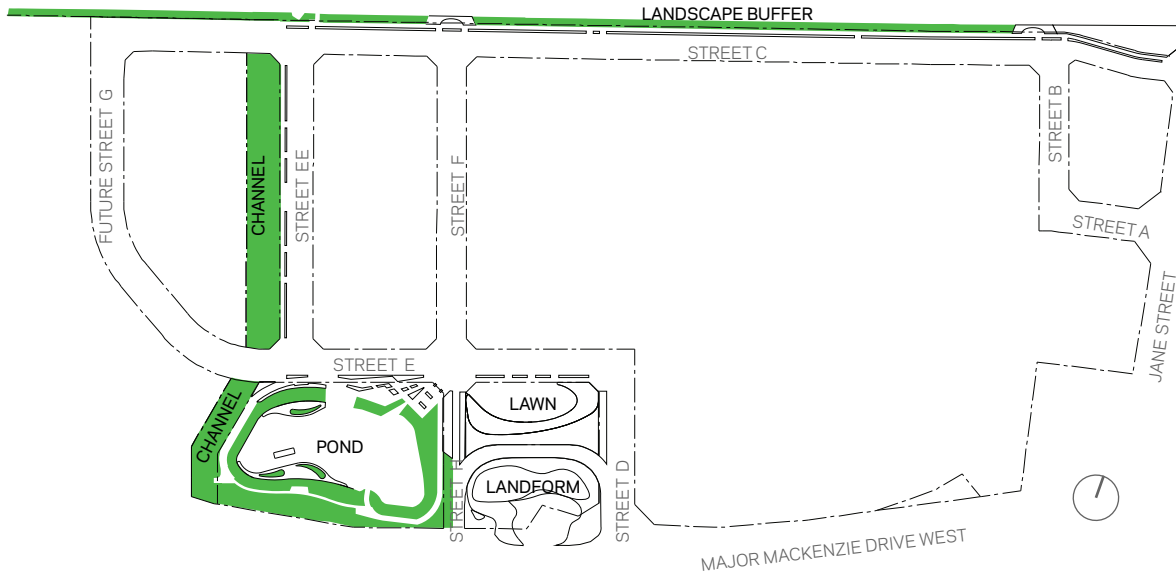 LANDSCAPE BUFFER
STREET C
FUTURE STREET G
CHANNEL
STREET EE
STREET F
STREET B
STREET A
JANE STREET
STREET E
CHANNEL
POND
LAWN
LANDFORM
STREET H
STREET D
MAJOR MACKENZIE DRIVE WEST